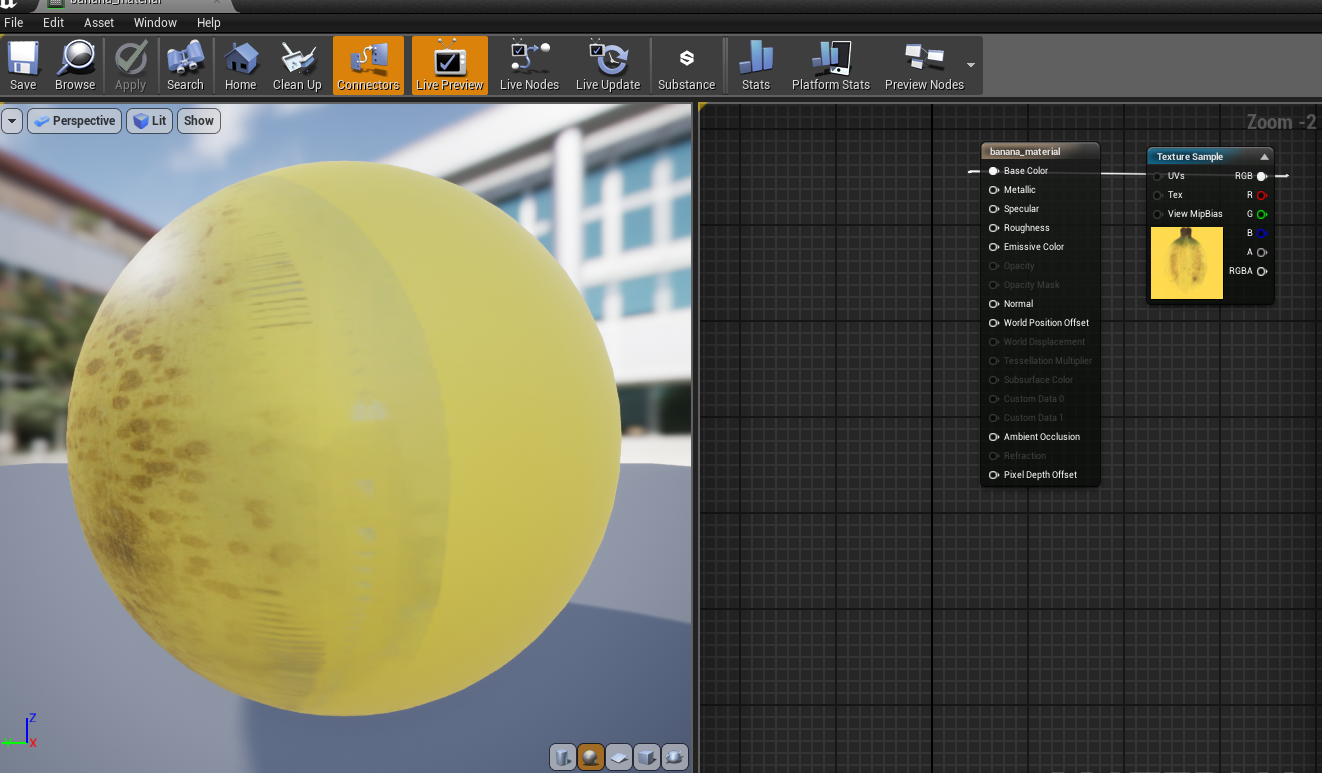 banana_material
File Edit Asset Window Help
Save Browse Apply Search Home Clean Up Connectors Live Preview Live Nodes Live Update Substance Stats Platform Stats Preview Nodes
Perspective Lit Show
Zoom -2
banana_material
Base Color
Metallic
Specular
Roughness
Emissive Color
Opacity
Opacity Mask
Normal
World Position Offset
World Displacement
Tessellation Multiplier
Subsurface Color
Custom Data 0
Custom Data 1
Ambient Occlusion
Refraction
Pixel Depth Offset
Texture Sample
UVs RGB
Tex R
View MipBias G
B
A
RGBA
Z
X